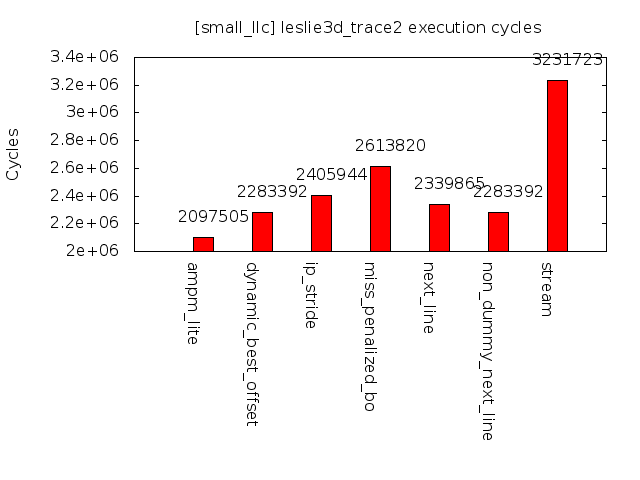 [small_llc] leslie3d_trace2 execution cycles
3.4e+06
3.2e+06
3e+06
2.8e+06
2.6e+06
2.4e+06
2.2e+06
2e+06
Cycles
2097505
2283392
2405944
2613820
2339865
2283392
3231723
ampm_lite
dynamic_best_offset
ip_stride
miss_penalized_bo
next_line
non_dummy_next_line
stream